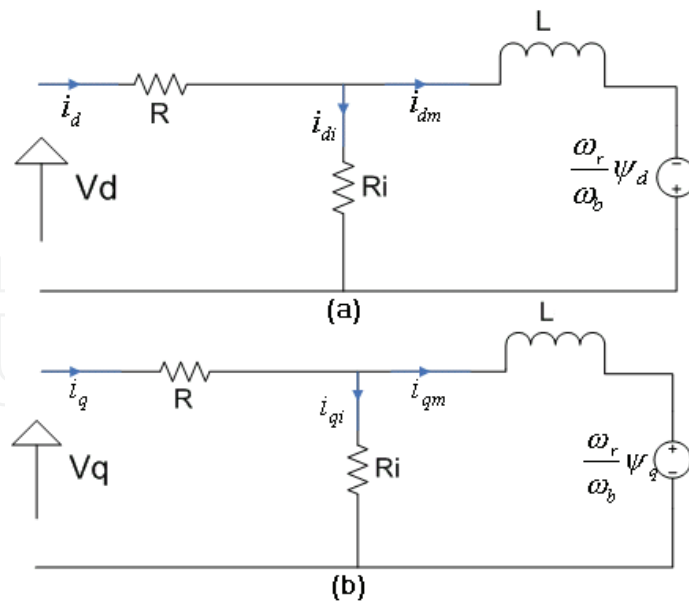 L
i_d
R
i_dm
i_di
Vd
Ri
ω_r/ω_b ψ_d
(a)
L
i_q
R
i_qm
i_qi
Vq
Ri
ω_r/ω_b ψ_q
(b)